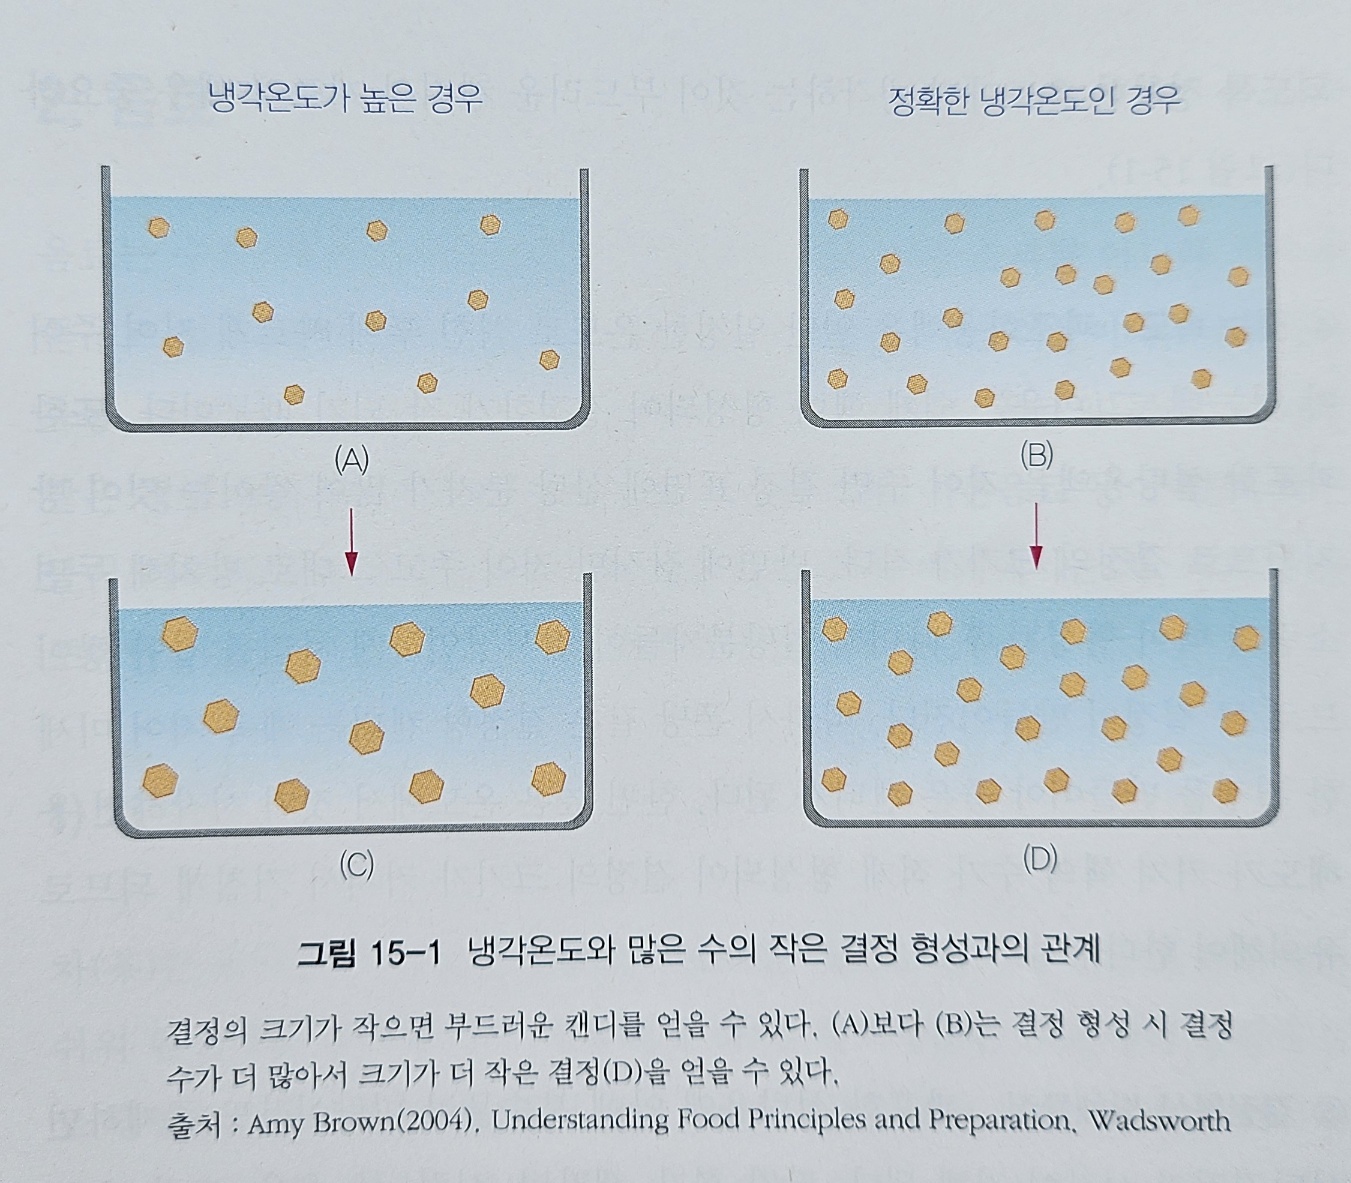 냉각온도가 높은 경우
정확한 냉각온도인 경우
(A)
(B)
(C)
(D)
그림 15-1 냉각온도와 많은 수의 작은 결정 형성과의 관계
결정의 크기가 작으면 부드러운 캔디를 얻을 수 있다. (A)보다 (B)는 결정 형성 시 결정
수가 더 많아서 크기가 더 작은 결정(D)을 얻을 수 있다.
출처 : Amy Brown(2004). Understanding Food Principles and Preparation, Wadsworth